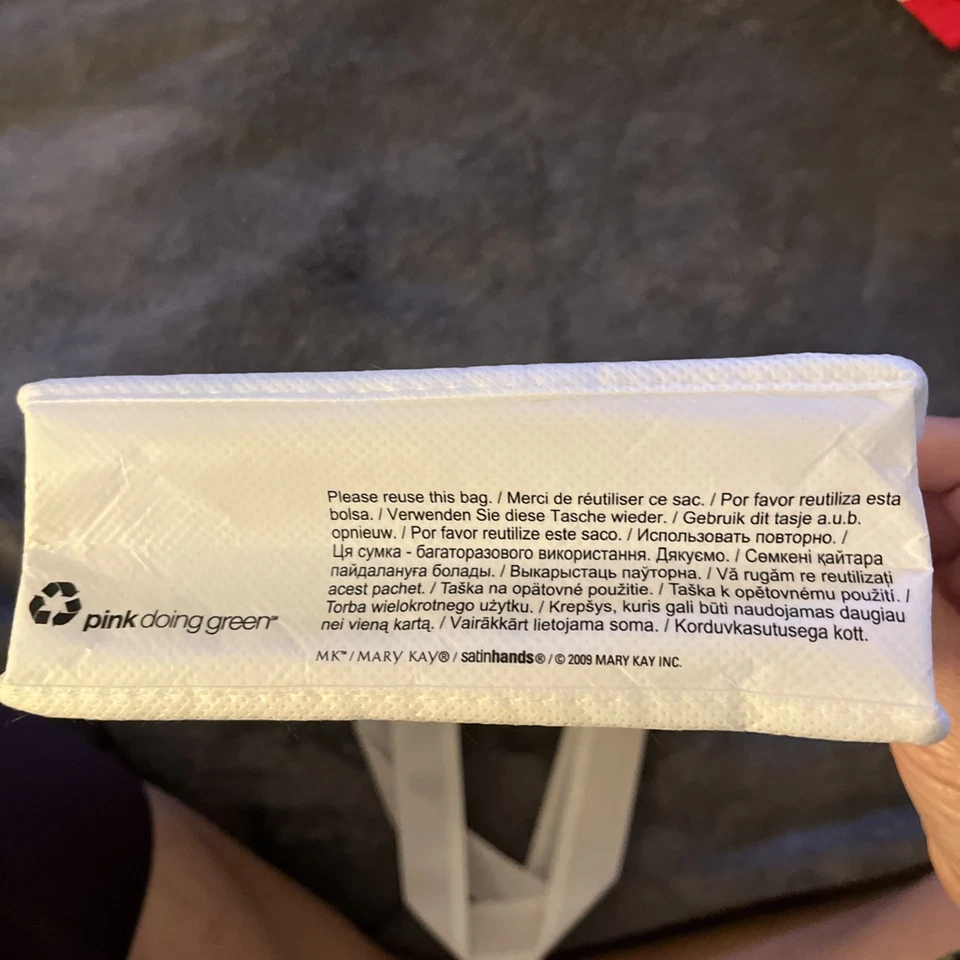 Please reuse this bag. / Merci de réutiliser ce sac. / Por favor reutiliza esta
bolsa. / Verwenden Sie diese Tasche wieder. / Gebruik dit tasje a.u.b.
opnieuw. / Por favor reutilize este saco. / Использовать повторно. /
Ця сумка - багаторазового використання. Дякуємо. / Сөмкені қайтара
пайдалануға болады. / Выкарыстаць паўторна. / Vă rugăm re reutilizaţi
acest pachet. / Taška na opätovné použitie. / Taška k opětovnému použití. /
Torba wielokrotnego użytku. / Krepšys, kuris gali būti naudojamas daugiau
nei vieną kartą. / Vairākkārt lietojama soma. / Korduvkasutusega kott.
pink doing green℠
MK™ / MARY KAY® / satinhands® / © 2009 MARY KAY INC.